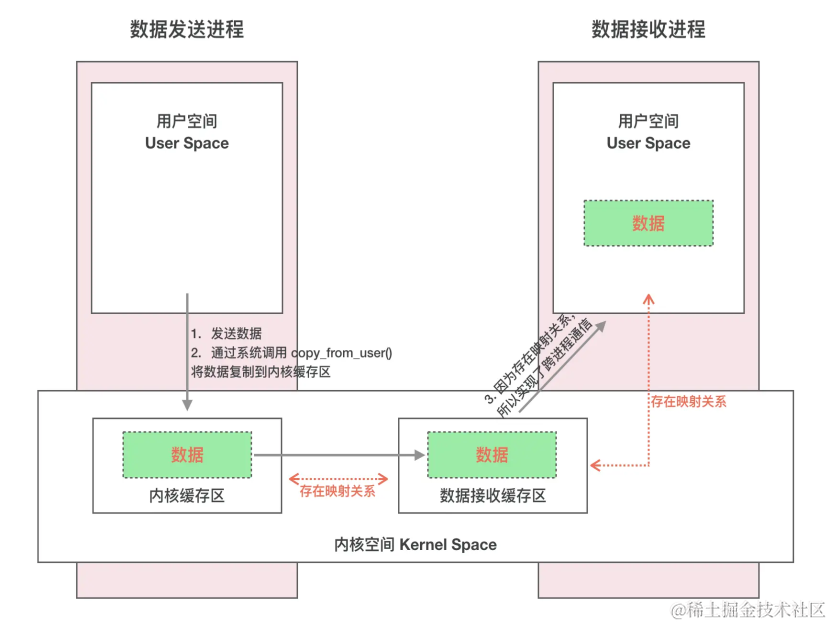 数据发送进程
数据接收进程
用户空间
User Space
用户空间
User Space
数据
1. 发送数据
2. 通过系统调用 copy_from_user()
将数据复制到内核缓存区
3. 因为存在映射关系，
所以实现了跨进程通信
存在映射关系
数据
内核缓存区
存在映射关系
数据
数据接收缓存区
内核空间 Kernel Space
@稀土掘金技术社区